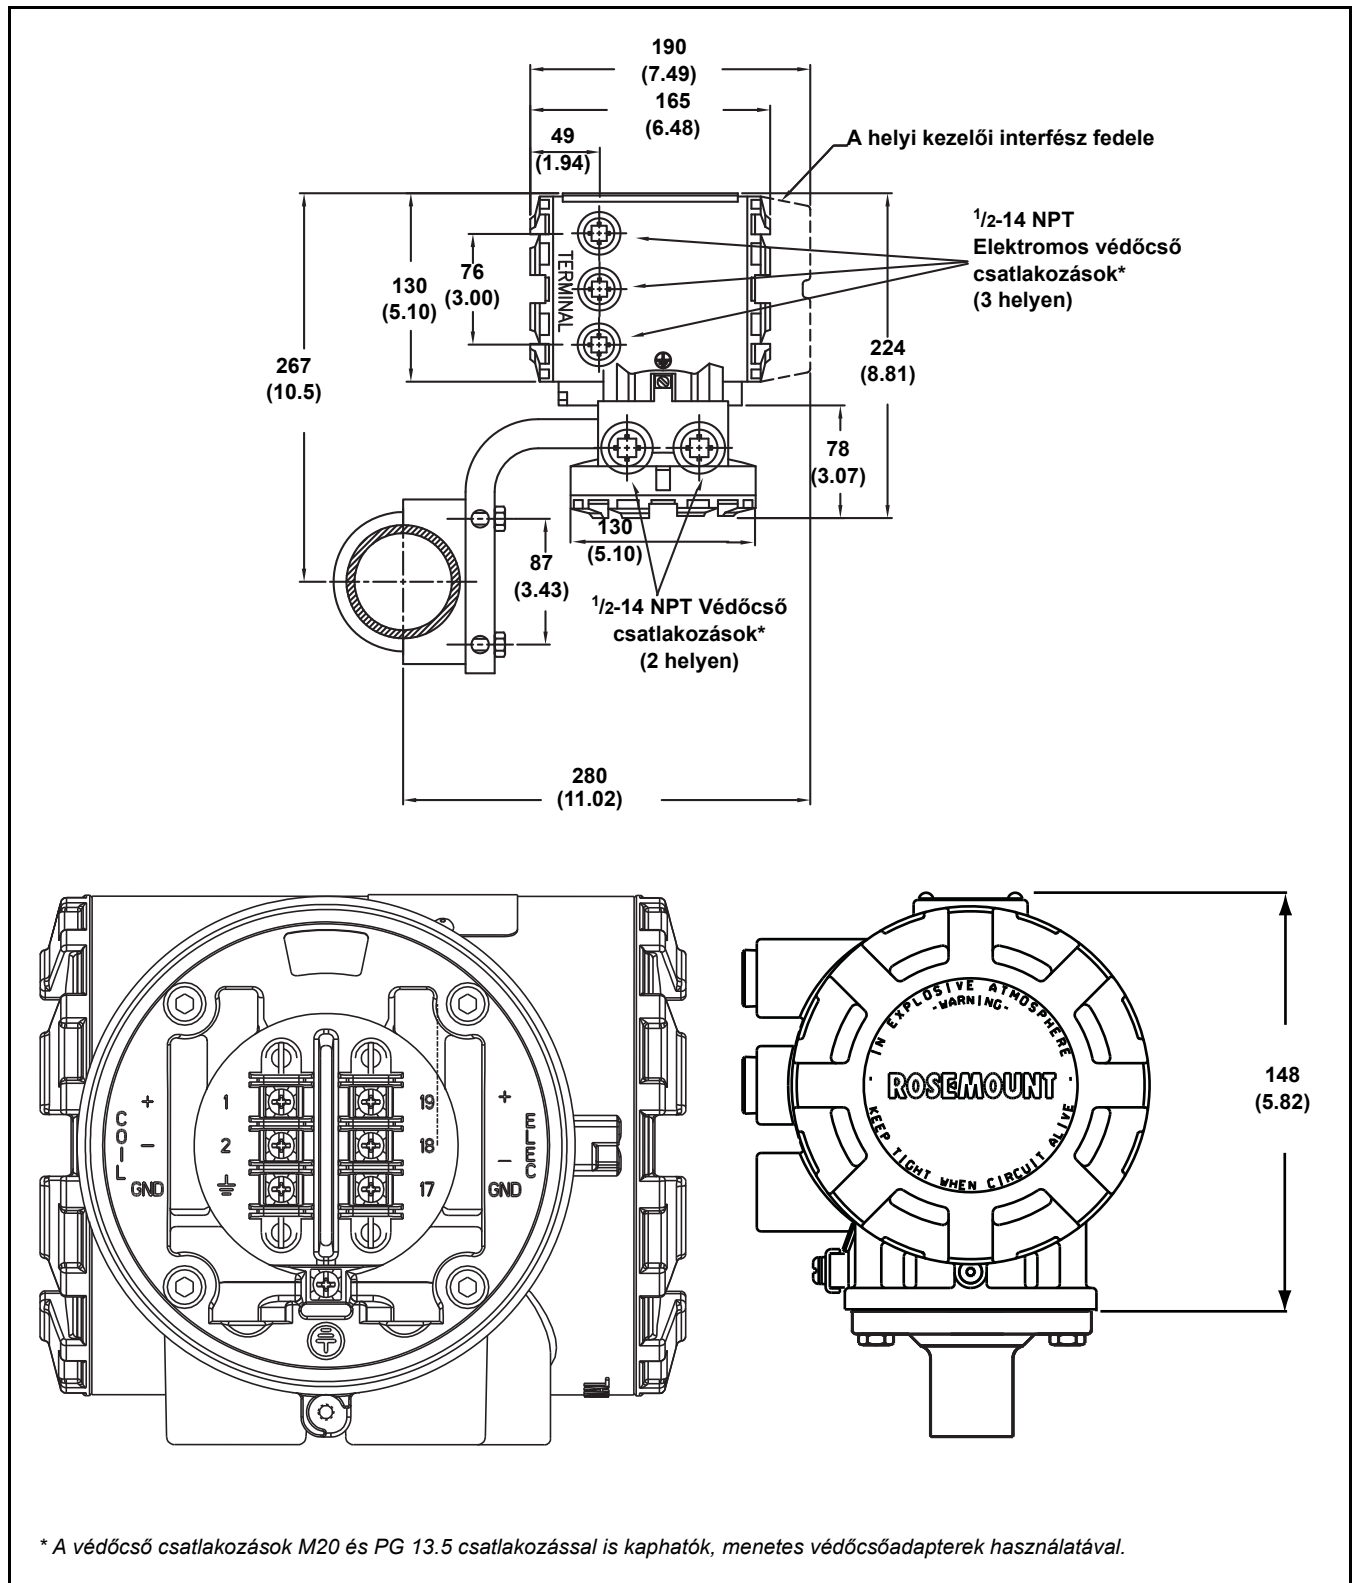 190
(7.49)
165
(6.48)
49
(1.94)
A helyi kezelői interfész fedele
1/2-14 NPT
Elektromos védőcső
csatlakozások*
(3 helyen)
TERMINAL
76
(3.00)
130
(5.10)
267
(10.5)
224
(8.81)
78
(3.07)
130
(5.10)
87
(3.43)
1/2-14 NPT Védőcső
csatlakozások*
(2 helyen)
280
(11.02)
COIL
+
-
GND
1
2
19
18
17
+
-
GND
ELEC
IN EXPLOSIVE ATMOSPHERE
-WARNING-
ROSEMOUNT
KEEP TIGHT WHEN CIRCUIT ALIVE
148
(5.82)
* A védőcső csatlakozások M20 és PG 13.5 csatlakozással is kaphatók, menetes védőcsőadapterek használatával.